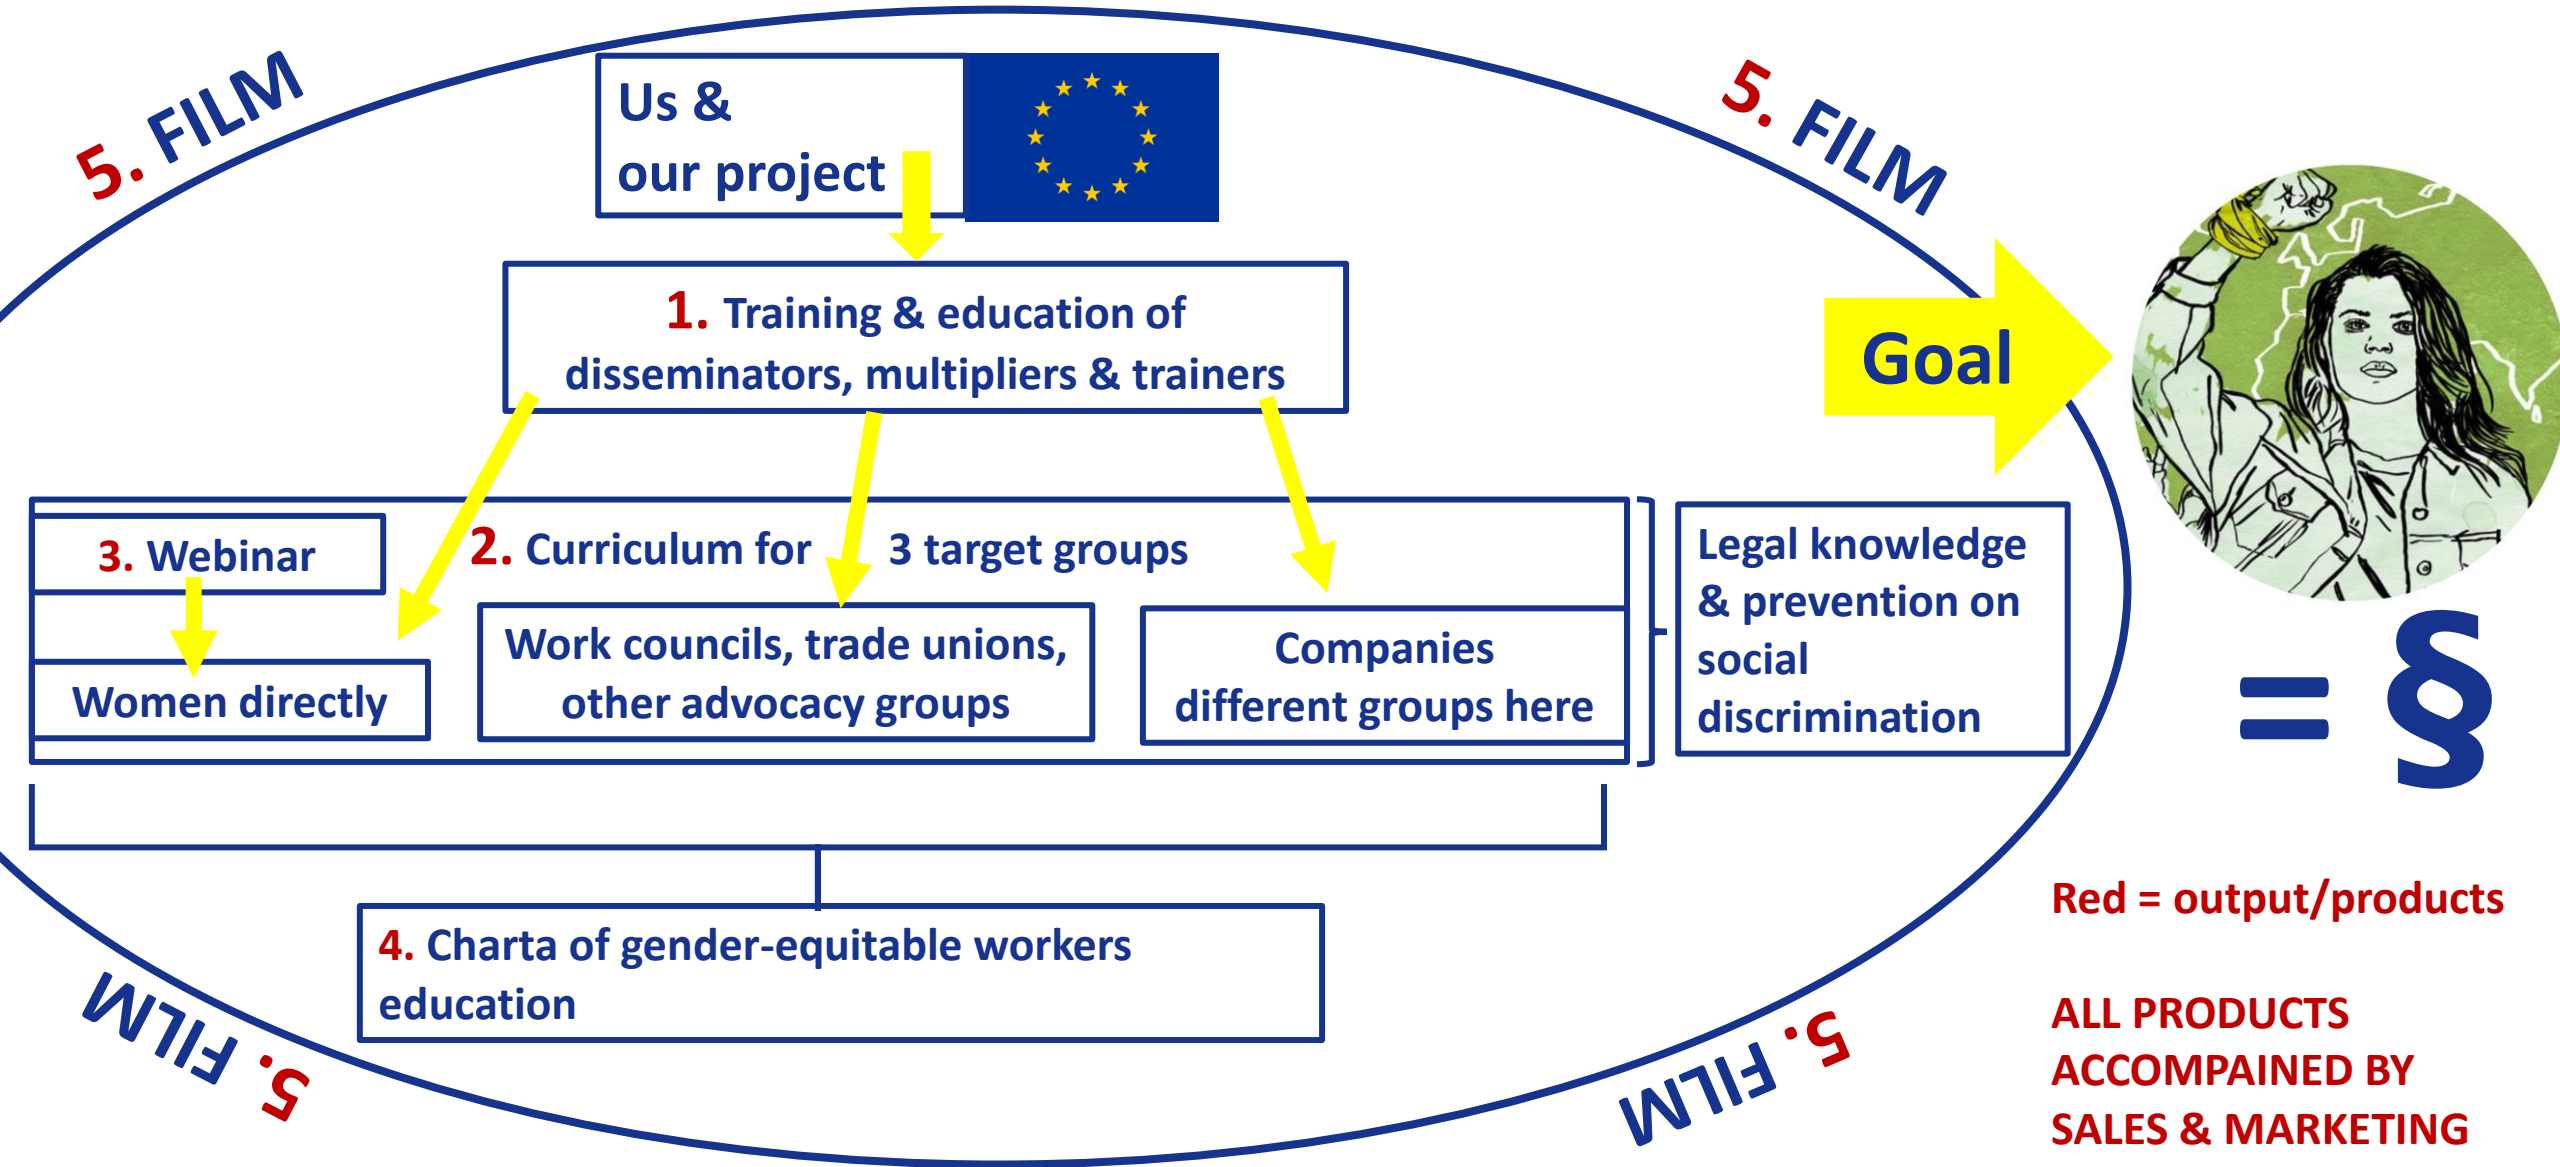 5. FILM
5. FILM
Us &
our project
1. Training & education of
disseminators, multipliers & trainers
Goal
3. Webinar
2. Curriculum for 3 target groups
Women directly
Work councils, trade unions,
other advocacy groups
Companies
different groups here
Legal knowledge
& prevention on
social
discrimination
= §
4. Charta of gender-equitable workers
education
5. FILM
5. FILM
Red = output/products
ALL PRODUCTS
ACCOMPAINED BY
SALES & MARKETING